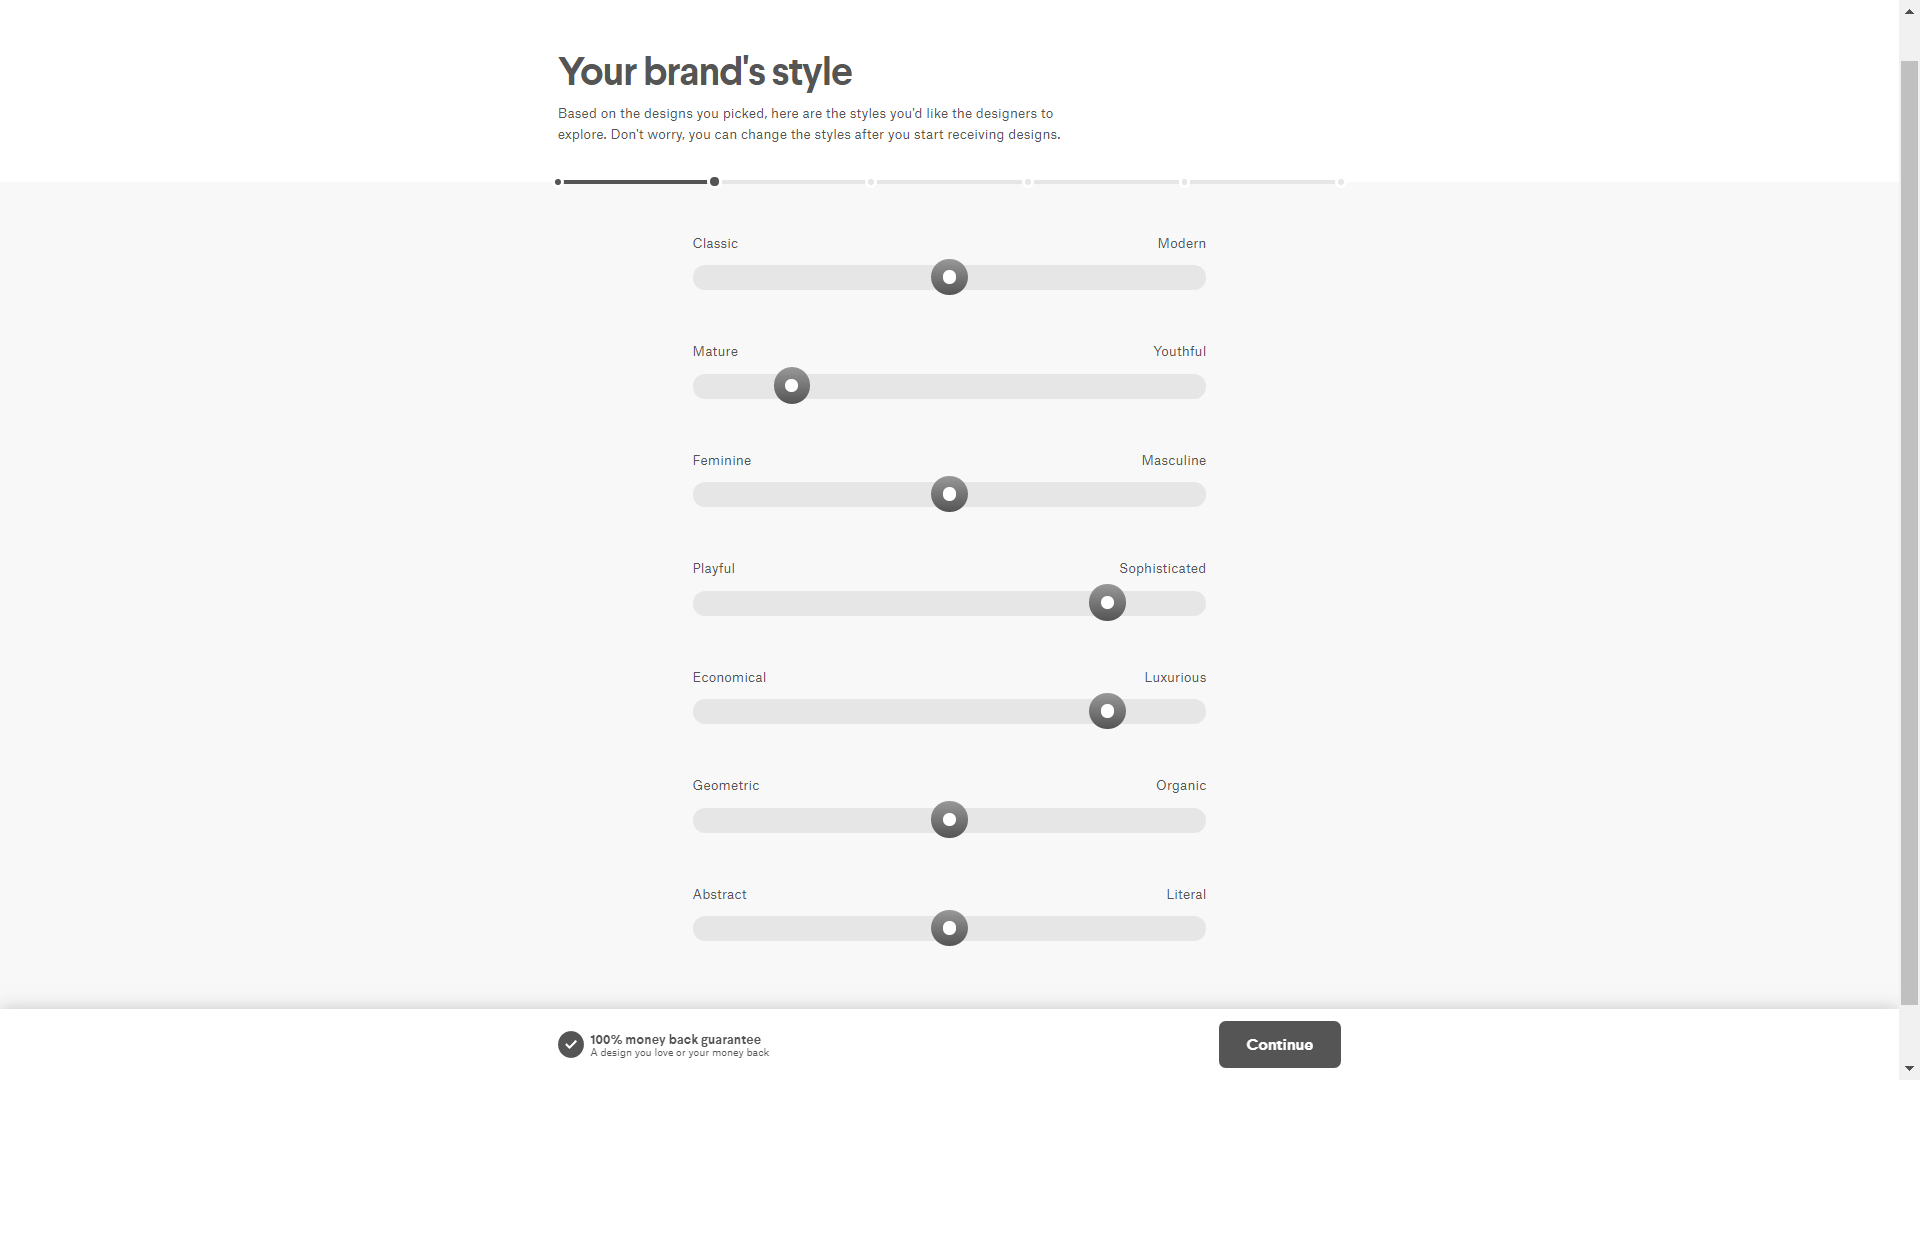 Your brand's style
Based on the designs you picked, here are the styles you'd like the designers to
explore. Don't worry, you can change the styles after you start receiving designs.
Classic Modern
Mature Youthful
Feminine Masculine
Playful Sophisticated
Economical Luxurious
Geometric Organic
Abstract Literal
100% money back guarantee
A design you love or your money back
Continue